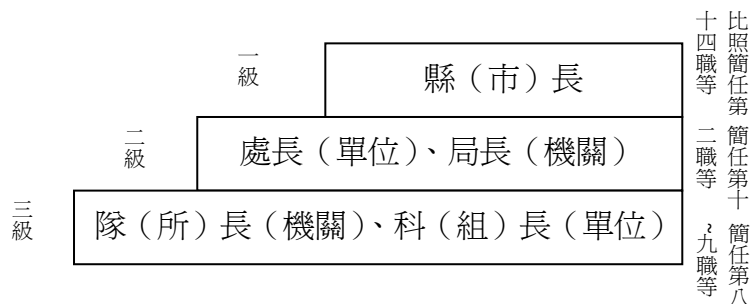 一級
縣（市）長
比照簡任第
十四職等
二級
處長（單位）、局長（機關）
簡任第十
二職等
三級
隊（所）長（機關）、科（組）長（單位）
簡任第八
~九職等